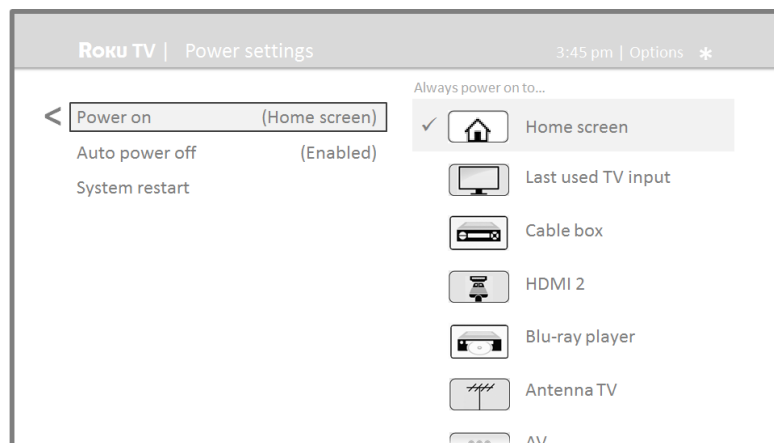 Roku TV | Power settings
3:45 pm | Options *
< Power on (Home screen)
Auto power off (Enabled)
System restart
Always power on to...
✓ Home screen
Last used TV input
Cable box
HDMI 2
Blu-ray player
Antenna TV
AV